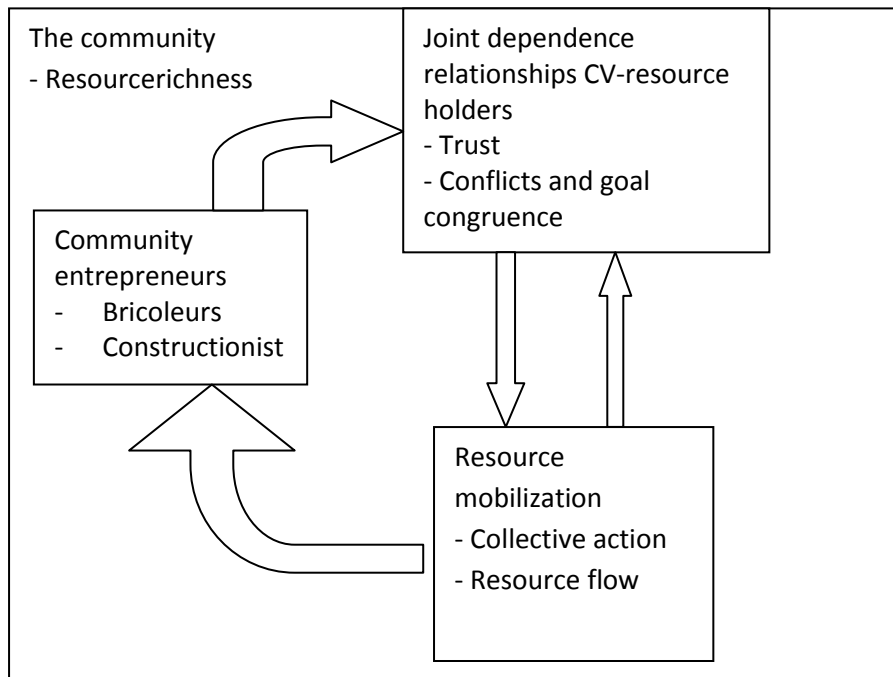 The community
- Resourcerichness
Joint dependence
relationships CV-resource
holders
- Trust
- Conflicts and goal
congruence
Community
entrepreneurs
- Bricoleurs
- Constructionist
Resource
mobilization
- Collective action
- Resource flow